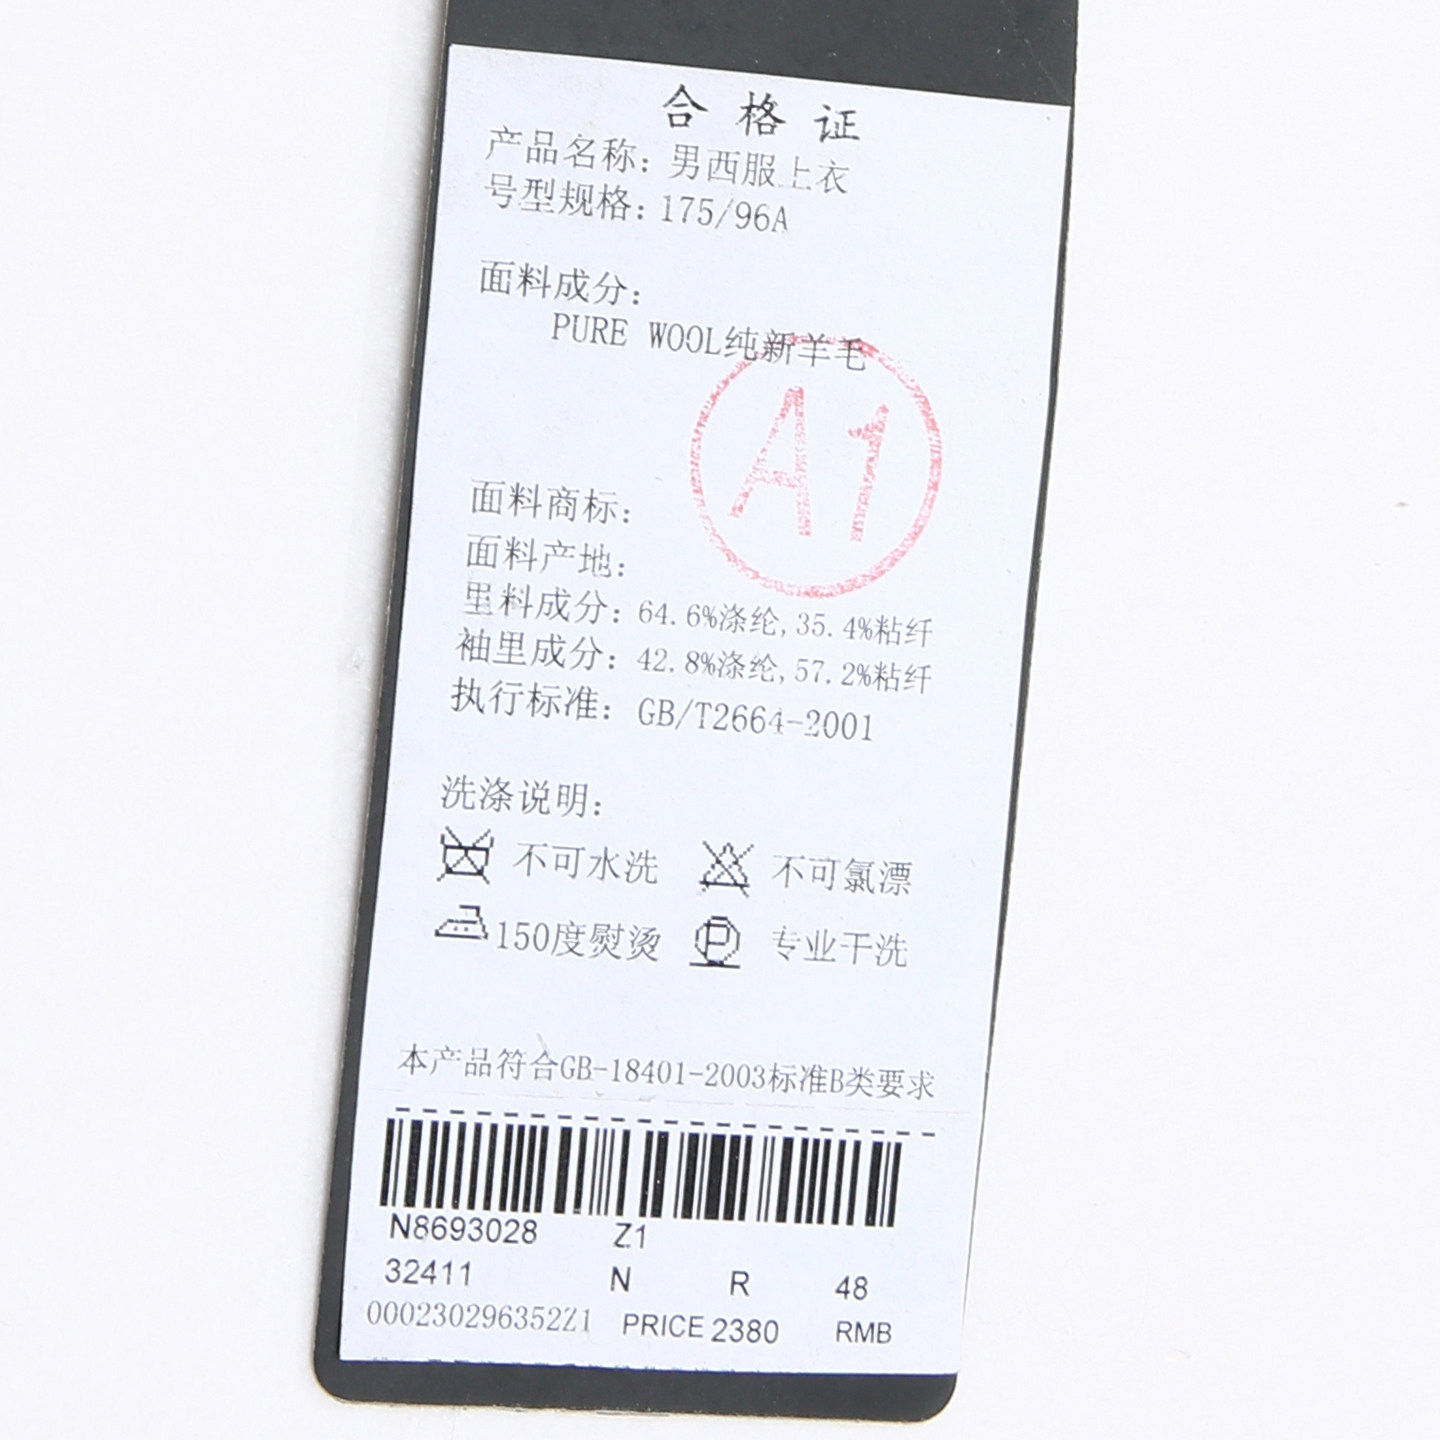 合格证
产品名称：男西服上衣
号型规格：175/96A
面料成分：
PURE WOOL纯新羊毛
A1
面料商标：
面料产地：
里料成分：64.6%涤纶,35.4%粘纤
袖里成分：42.8%涤纶,57.2%粘纤
执行标准：GB/T2664-2001
洗涤说明：
不可水洗 不可氯漂
150度熨烫 P 专业干洗
本产品符合GB-18401-2003标准B类要求
N8693028 Z1
32411 N R 48
000230296352Z1 PRICE 2380 RMB